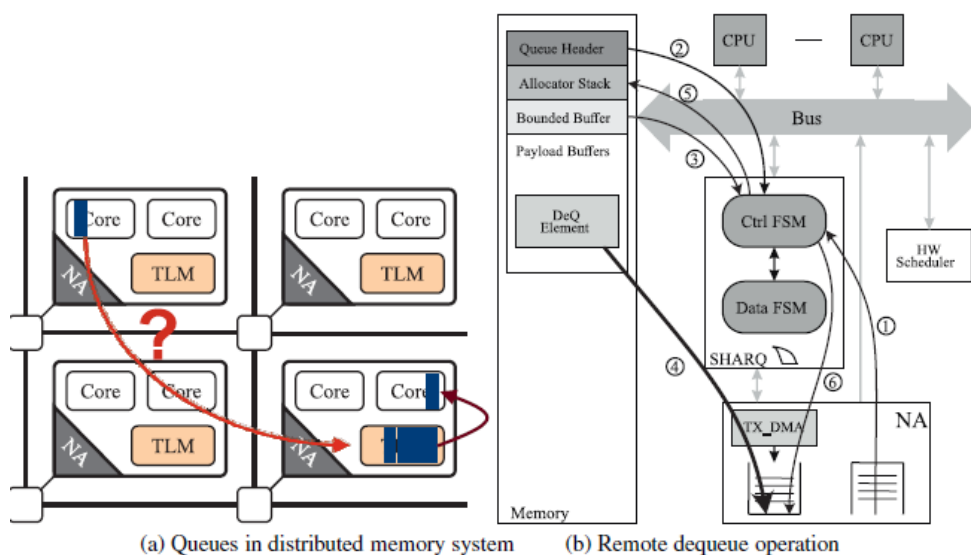 Core Core
NA
TLM
Core Core
NA
TLM
?
Core Core
NA
TLM
Core Core
NA
(a) Queues in distributed memory system
Queue Header
Allocator Stack
Bounded Buffer
Payload Buffers
DeQ
Element
Memory
②
⑤
③
④
CPU — CPU
Bus
Ctrl FSM
Data FSM
SHARQ
HW
Scheduler
①
⑥
NA
TX_DMA
(b) Remote dequeue operation